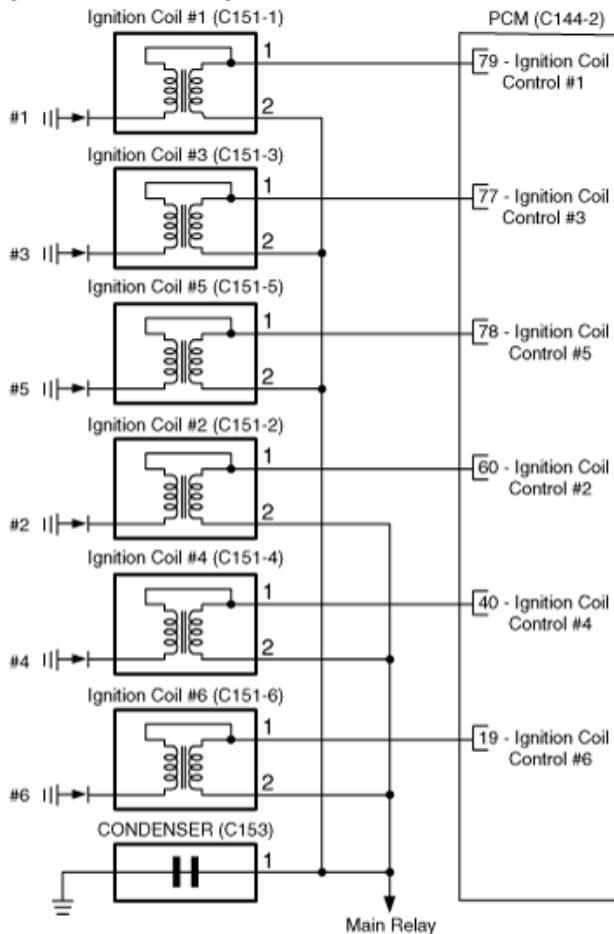 Ignition Coil #1 (C151-1)
PCM (C144-2)
1
79 - Ignition Coil
Control #1
#1
2
Ignition Coil #3 (C151-3)
1
77 - Ignition Coil
Control #3
#3
2
Ignition Coil #5 (C151-5)
1
78 - Ignition Coil
Control #5
#5
2
Ignition Coil #2 (C151-2)
1
60 - Ignition Coil
Control #2
#2
2
Ignition Coil #4 (C151-4)
1
40 - Ignition Coil
Control #4
#4
2
Ignition Coil #6 (C151-6)
1
19 - Ignition Coil
Control #6
#6
2
CONDENSER (C153)
1
Main Relay